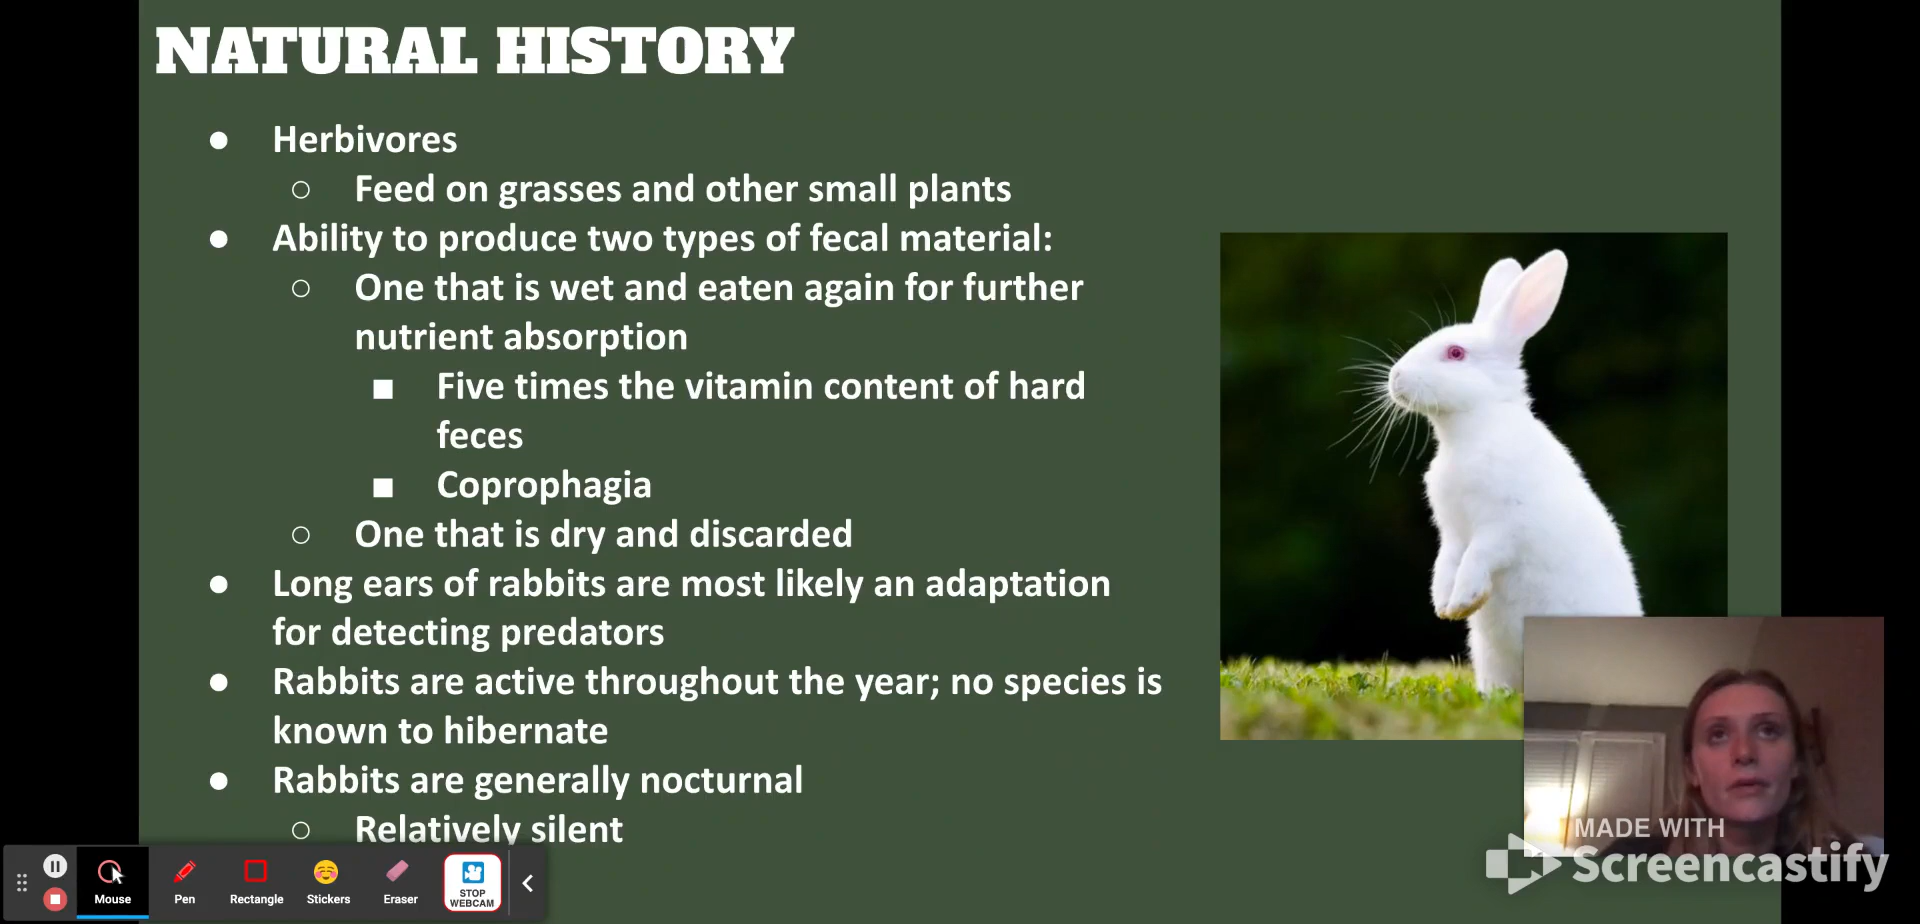 NATURAL HISTORY
● Herbivores
○ Feed on grasses and other small plants
● Ability to produce two types of fecal material:
○ One that is wet and eaten again for further
nutrient absorption
■ Five times the vitamin content of hard
feces
■ Coprophagia
○ One that is dry and discarded
● Long ears of rabbits are most likely an adaptation
for detecting predators
● Rabbits are active throughout the year; no species is
known to hibernate
● Rabbits are generally nocturnal
○ Relatively silent
Mouse Pen Rectangle Stickers Eraser STOP
WEBCAM
MADE WITH
Screencastify